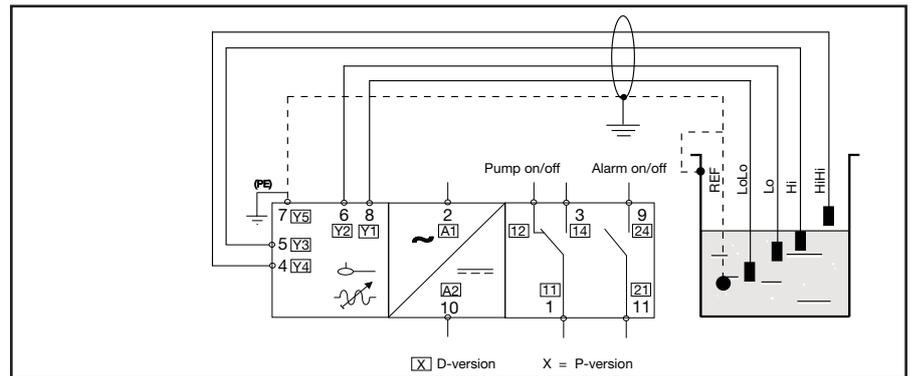 Pump on/off
Alarm on/off
REF
LoLo
Lo
Hi
HiHi
(PE)
7 Y5
6
Y2
8
Y1
2
A1
12
3
14
9
24
5 Y3
4 Y4
A2
10
11
1
21
11
X D-version
X = P-version